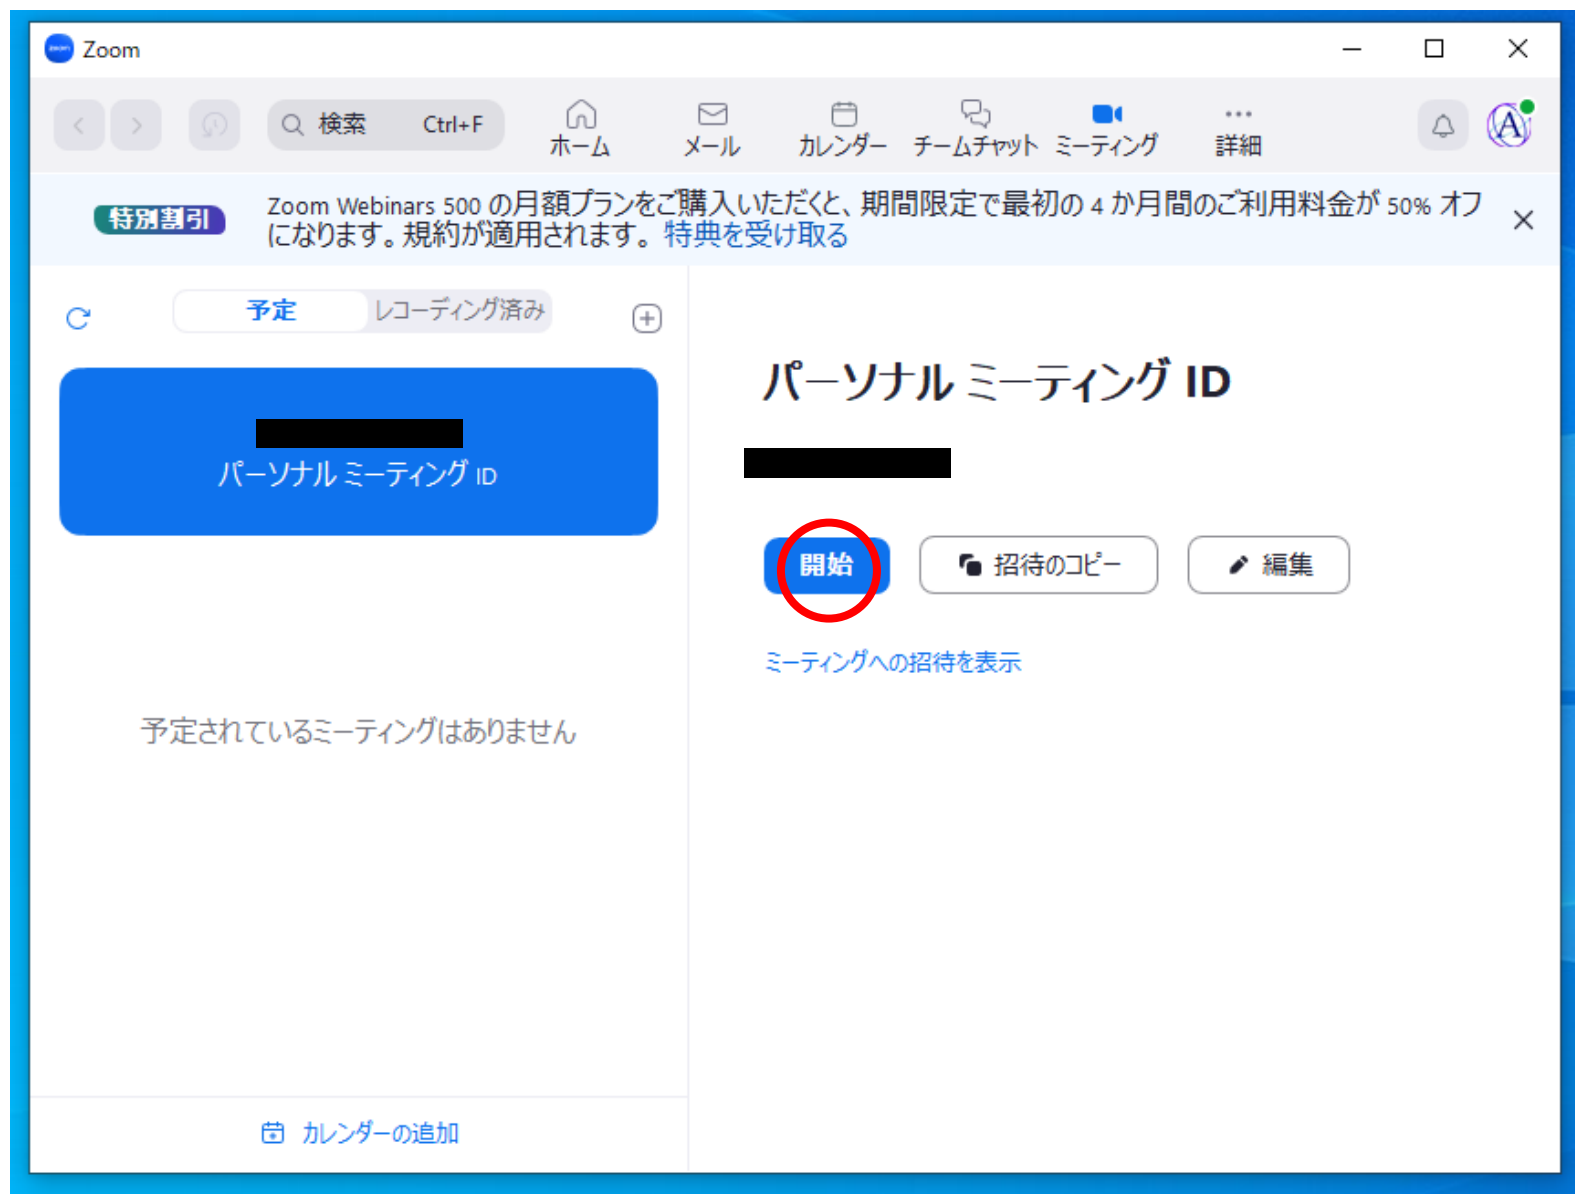 Zoom
検索 Ctrl+F
ホーム
メール
カレンダー
チームチャット
ミーティング
詳細
特別割引
Zoom Webinars 500 の月額プランをご購入いただくと、期間限定で最初の 4 か月間のご利用料金が 50% オフ
になります。規約が適用されます。特典を受け取る
予定 レコーディング済み
パーソナル ミーティング ID
予定されているミーティングはありません
カレンダーの追加
パーソナル ミーティング ID
開始 招待のコピー 編集
ミーティングへの招待を表示